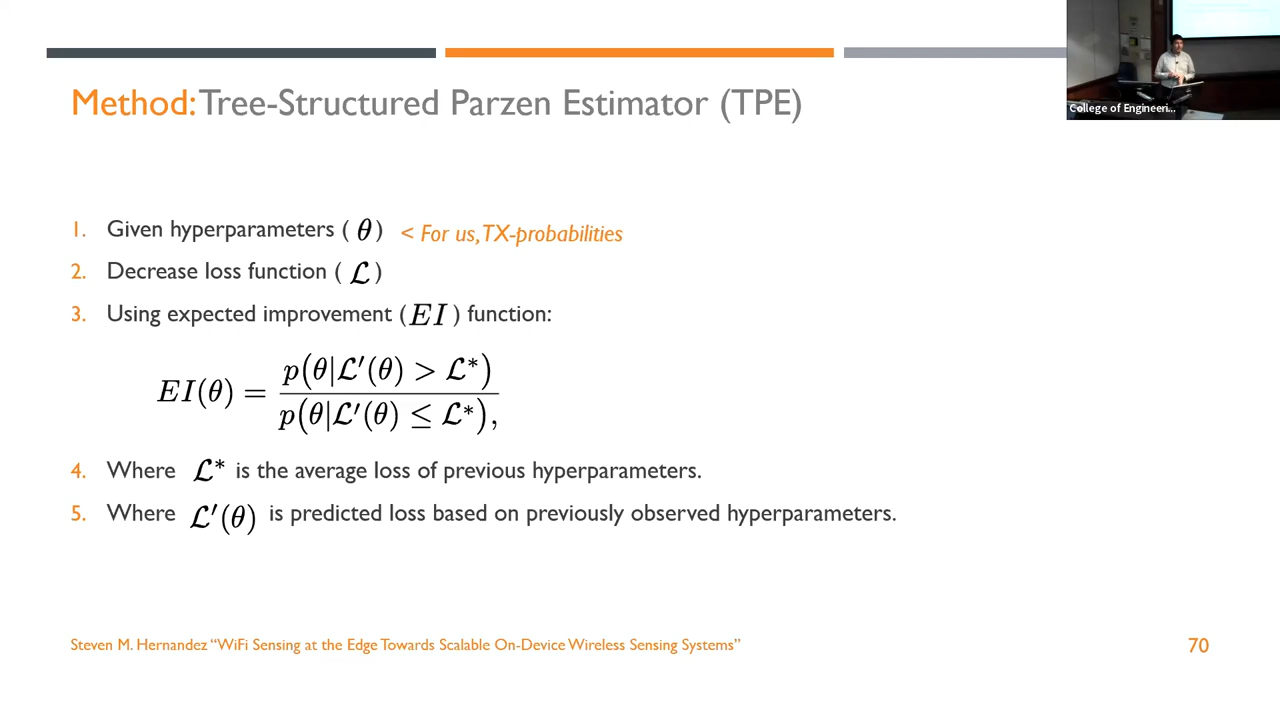 College of Engineeri...
Method: Tree-Structured Parzen Estimator (TPE)
1. Given hyperparameters ( θ ) < For us, TX-probabilities
2. Decrease loss function ( ℒ )
3. Using expected improvement ( EI ) function:
EI(θ) = p(θ|ℒ′(θ) > ℒ*) / p(θ|ℒ′(θ) ≤ ℒ*),
4. Where ℒ* is the average loss of previous hyperparameters.
5. Where ℒ′(θ) is predicted loss based on previously observed hyperparameters.
Steven M. Hernandez “WiFi Sensing at the Edge Towards Scalable On-Device Wireless Sensing Systems”
70